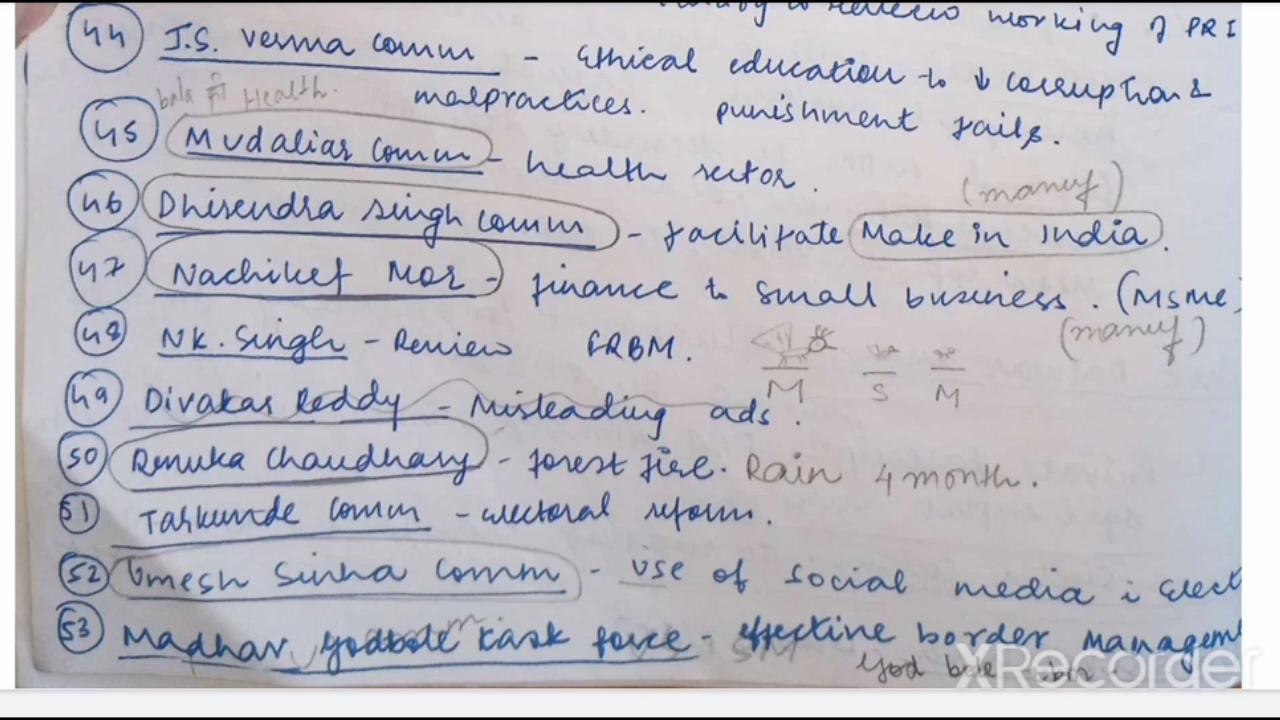 to review working of PRI
44 J.S. Verma Comm - Ethical education to ↓ corruption &
malpractices. punishment fails.
bala Health.
45 Mudaliar Comm - health sector.
(manuf)
46 Dhirendra Singh Comm - facilitate Make in India.
47 Nachiket Mor - finance to small business. (MSME)
(manuf)
48 NK. Singh - Review FRBM.
M S M
49 Divakar Reddy - Misleading ads.
50 Renuka Chaudhary - forest fire. Rain 4 month.
51 Tarkunde Comm - electoral reform.
52 Umesh Sinha Comm - use of social media i Elect
53 Madhav Godbole task force - effective border managem
God bole
XRecorder